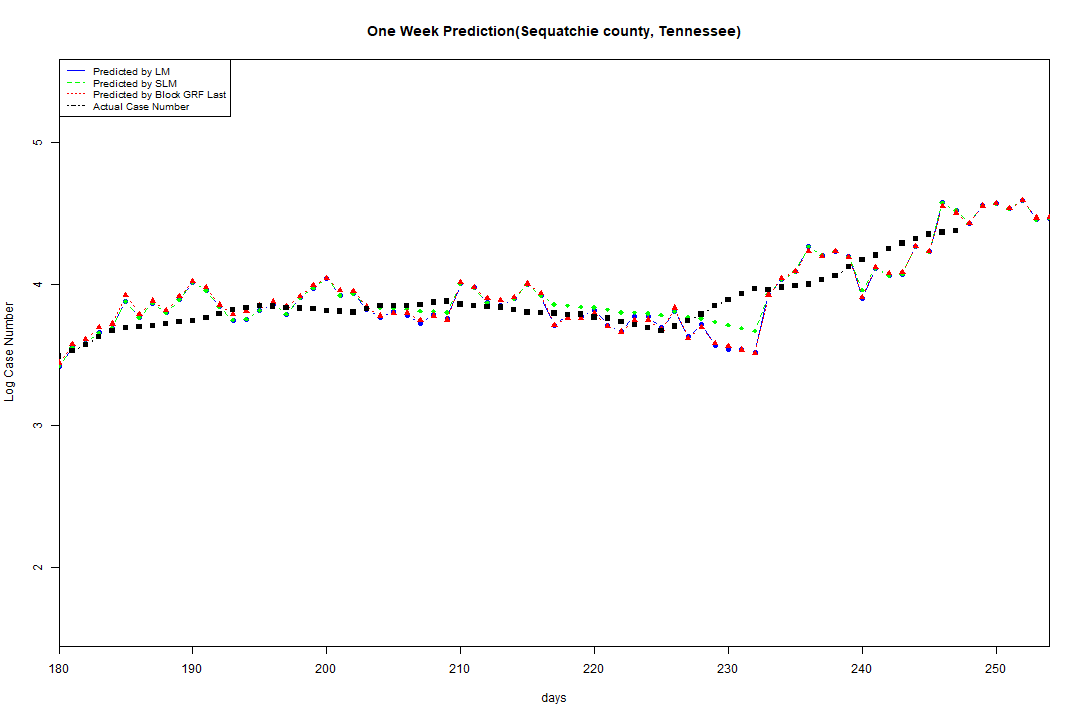 One Week Prediction(Sequatchie county, Tennessee)
Predicted by LM
Predicted by SLM
Predicted by Block GRF Last
Actual Case Number
5
4
3
2
Log Case Number
180 190 200 210 220 230 240 250
days